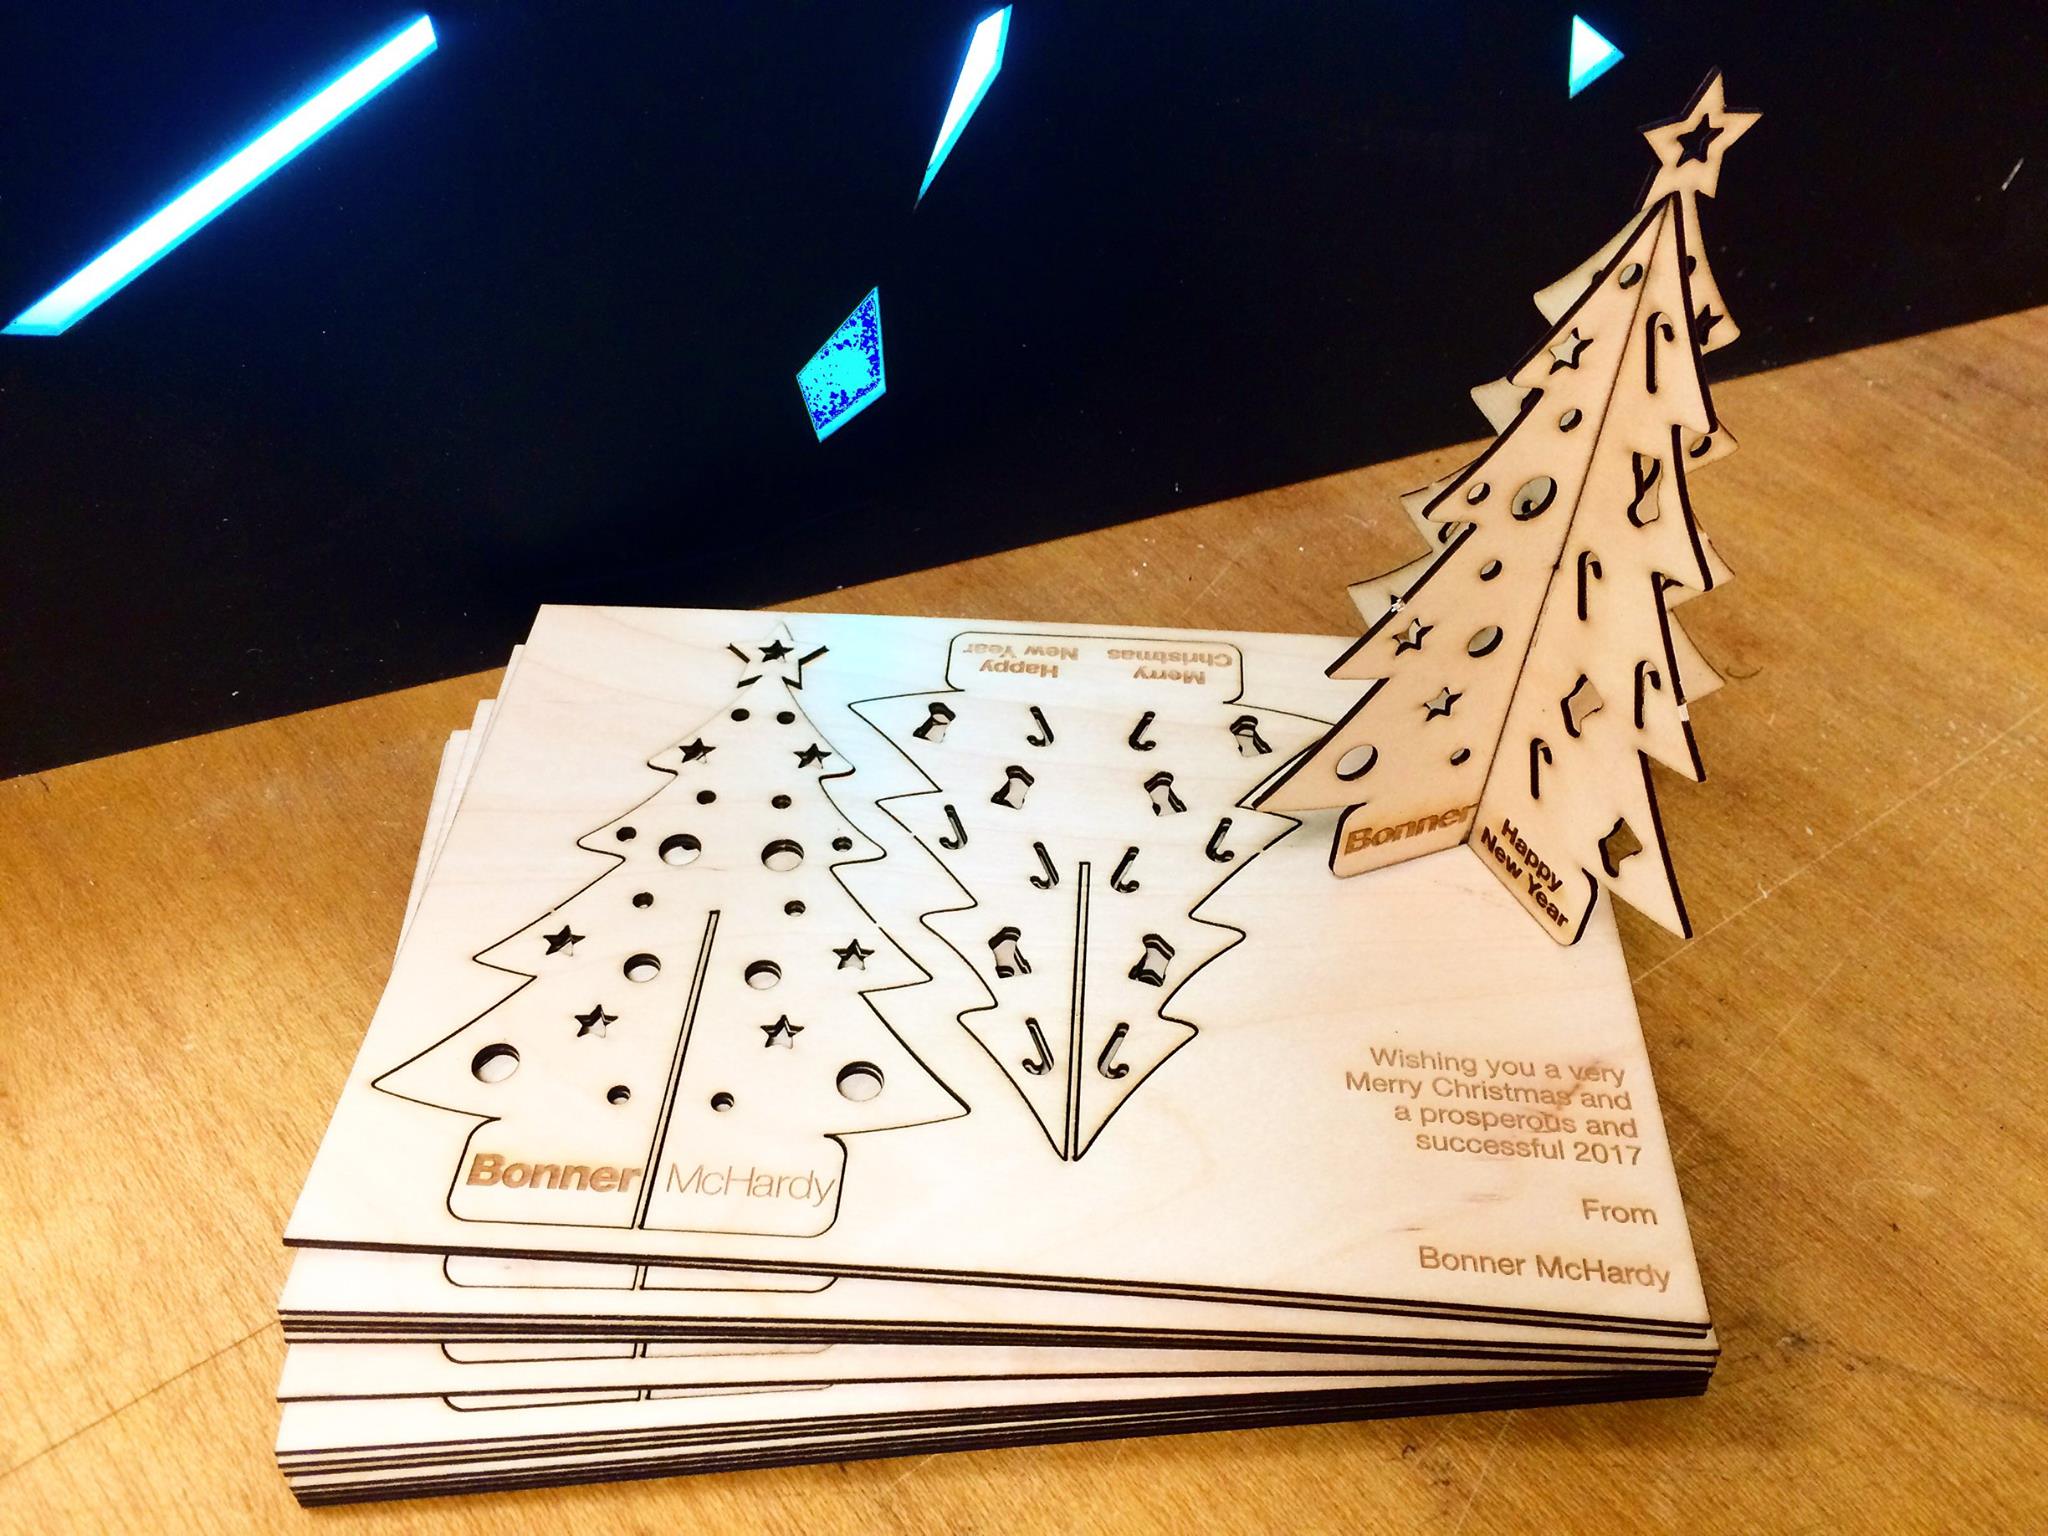 Happy
New Year
Merry
Christmas
Bonner
Happy
New Year
Bonner McHardy
Wishing you a very
Merry Christmas and
a prosperous and
successful 2017
From
Bonner McHardy